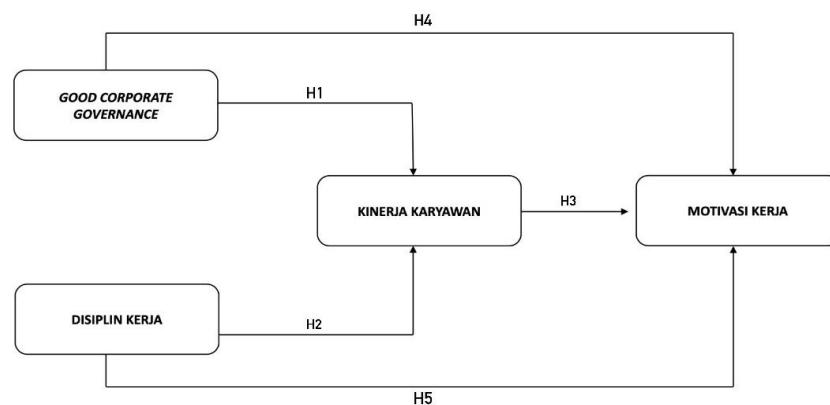 H4
GOOD CORPORATE
GOVERNANCE
H1
KINERJA KARYAWAN
H3
MOTIVASI KERJA
DISIPLIN KERJA
H2
H5